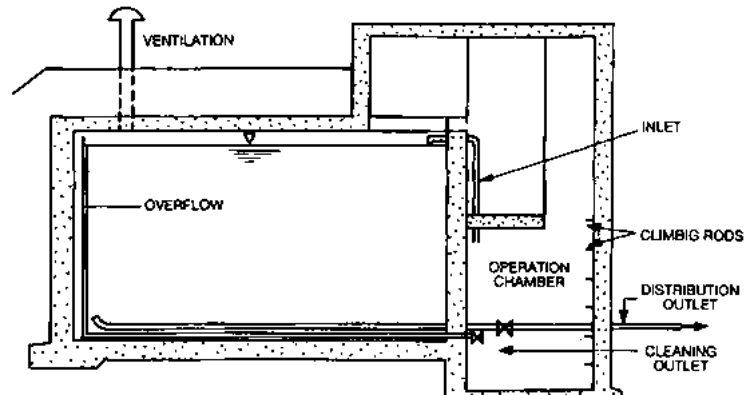 VENTILATION
INLET
OVERFLOW
CLIMBIG RODS
OPERATION
CHAMBER
DISTRIBUTION
OUTLET
CLEANING
OUTLET